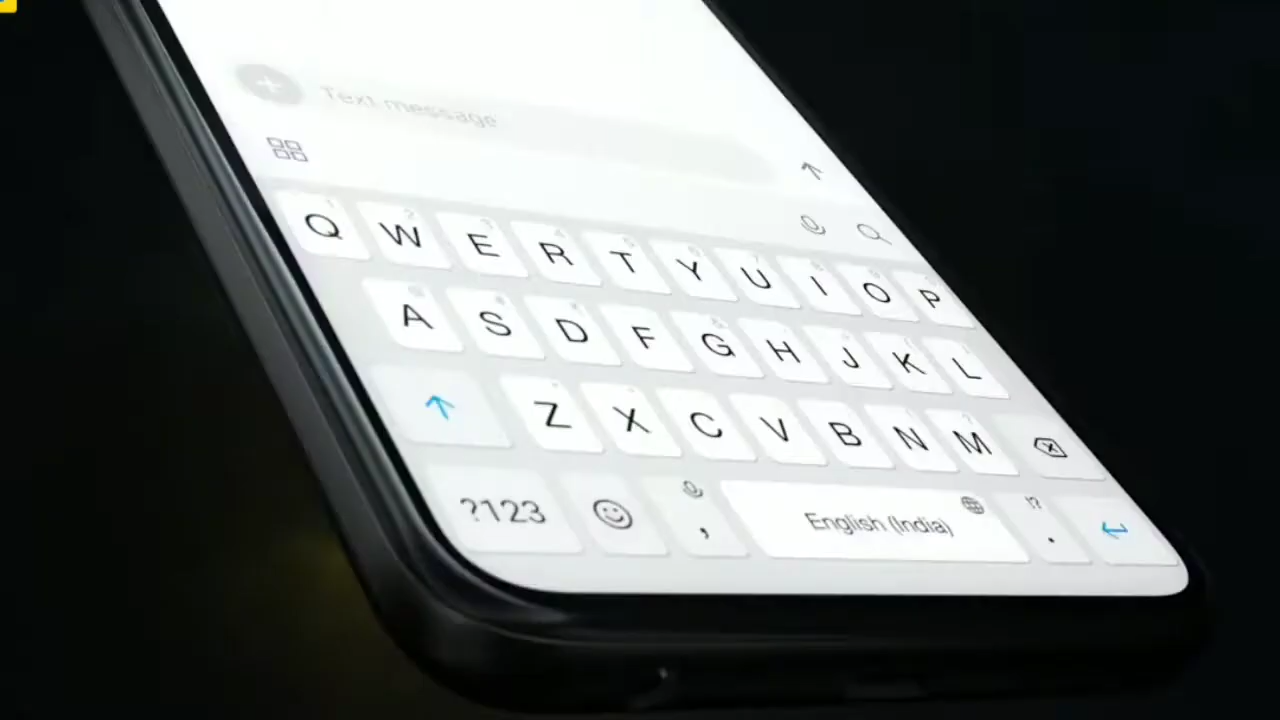 Text message
Q W E R T Y U I O P
A S D F G H J K L
Z X C V B N M
?123 , English (India) !? .